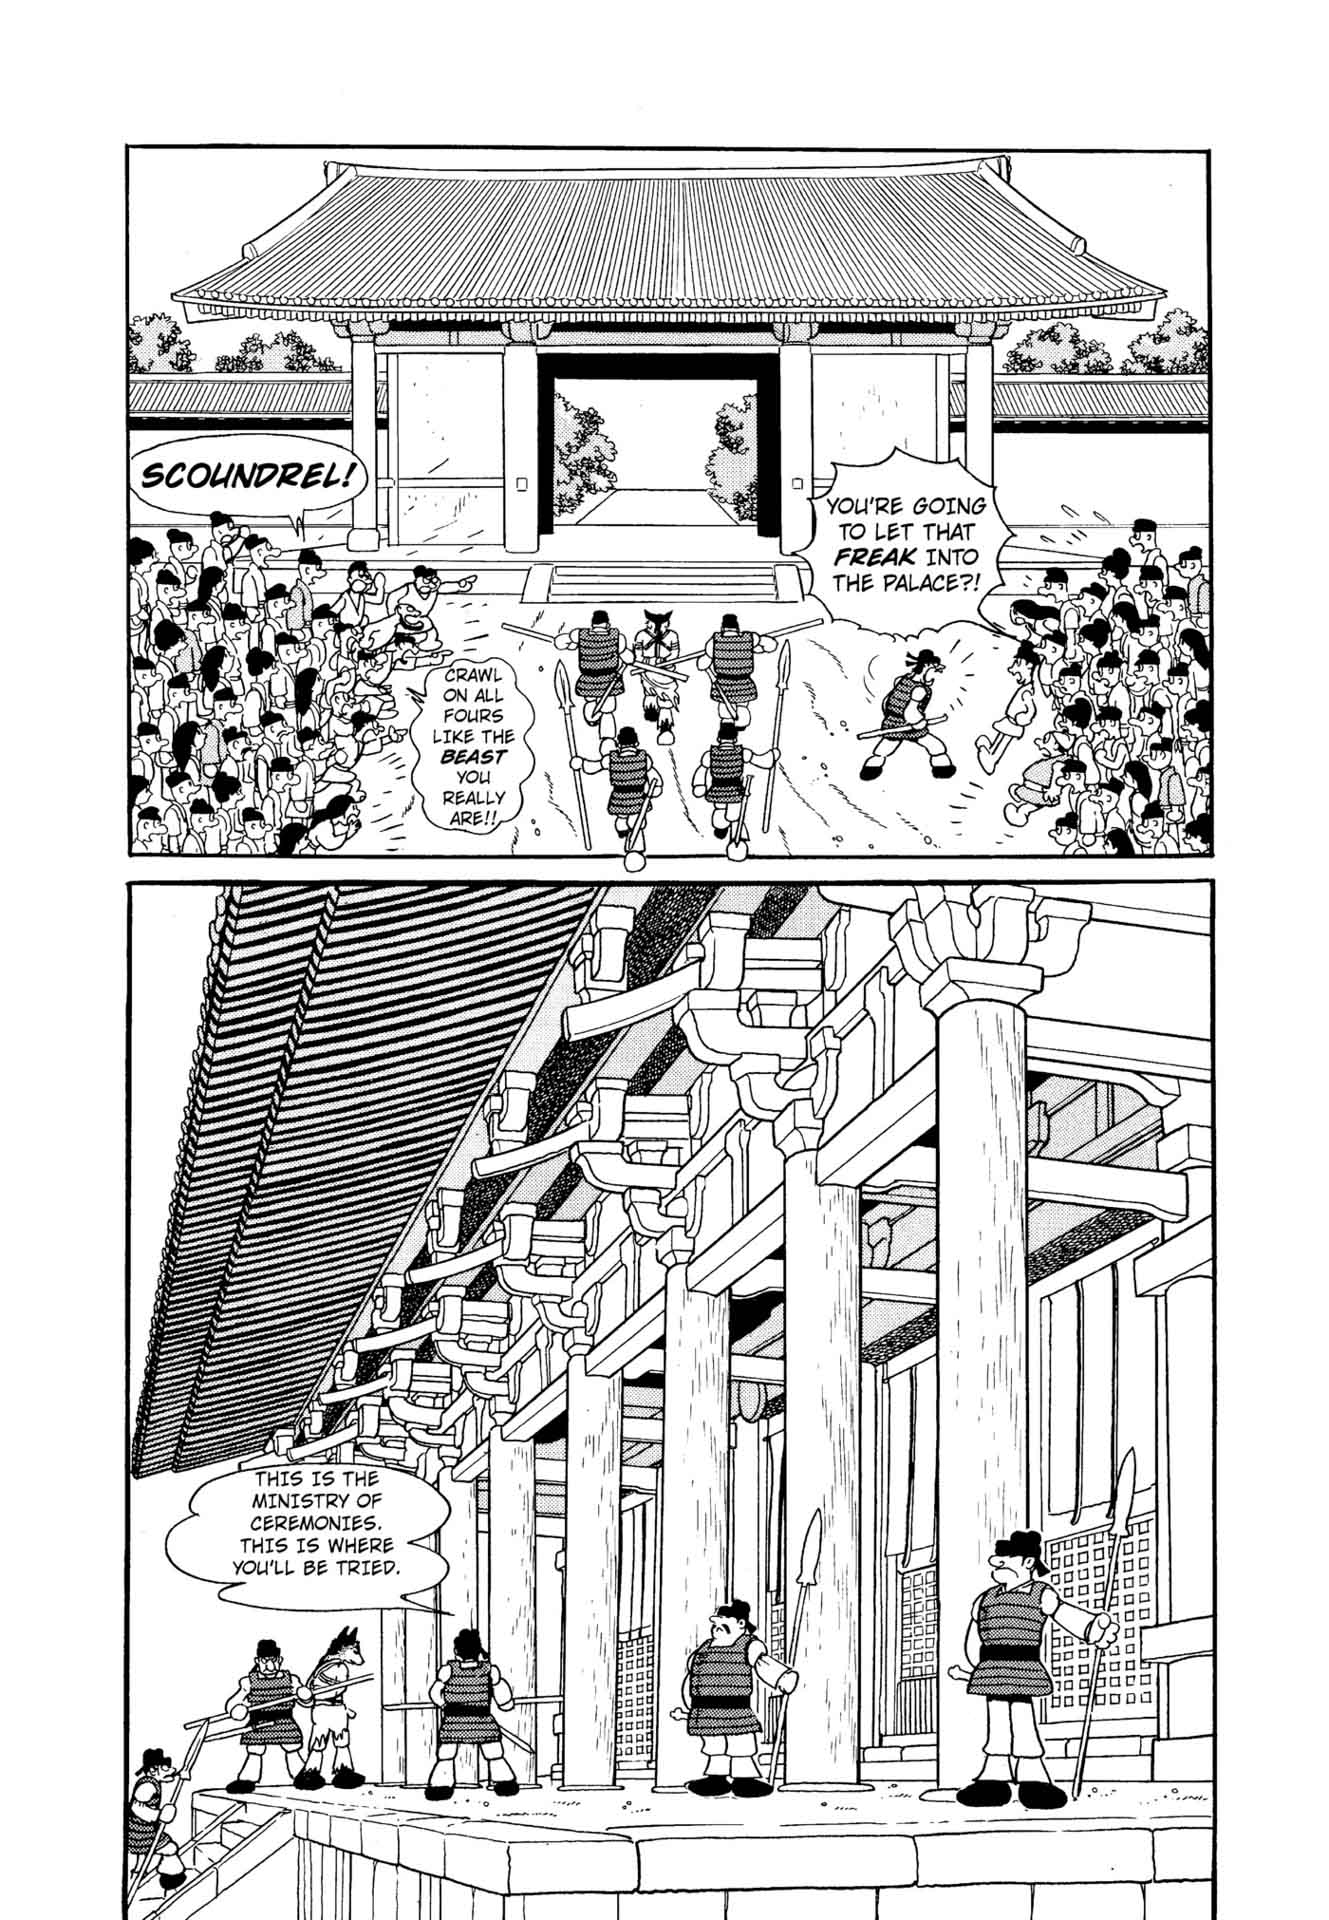 SCOUNDREL!
YOU'RE GOING
TO LET THAT
FREAK INTO
THE PALACE?!
CRAWL
ON ALL
FOURS
LIKE THE
BEAST
YOU
REALLY
ARE!!
THIS IS THE
MINISTRY OF
CEREMONIES.
THIS IS WHERE
YOU'LL BE TRIED.